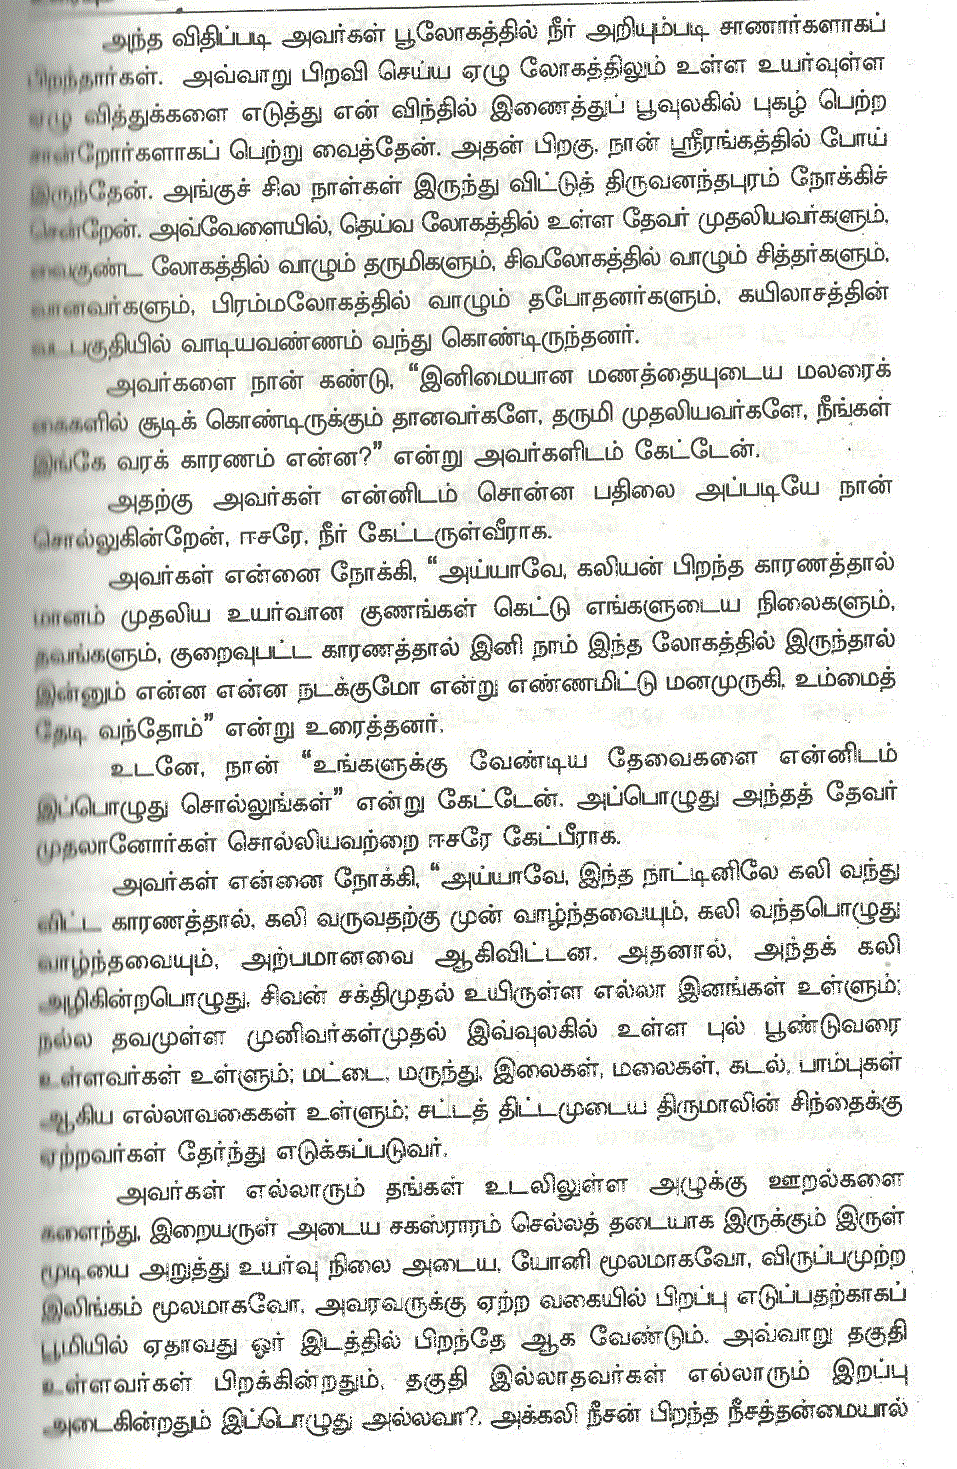 அந்த விதிப்படி அவர்கள் பூலோகத்தில் நீர் அறியும்படி சாணார்களாகப்
பிறந்தார்கள். அவ்வாறு பிறவி செய்ய ஏழு லோகத்திலும் உள்ள உயர்வுள்ள
ஏழு வித்துக்களை எடுத்து என் விந்தில் இணைத்துப் பூவுலகில் புகழ் பெற்ற
சான்றோர்களாகப் பெற்று வைத்தேன். அதன் பிறகு, நான் ஸ்ரீரங்கத்தில் போய்
இருந்தேன். அங்குச் சில நாள்கள் இருந்து விட்டுத் திருவனந்தபுரம் நோக்கிச்
சென்றேன். அவ்வேளையில், தெய்வ லோகத்தில் உள்ள தேவர் முதலியவர்களும்,
வைகுண்ட லோகத்தில் வாழும் தருமிகளும், சிவலோகத்தில் வாழும் சித்தர்களும்,
வானவர்களும், பிரம்மலோகத்தில் வாழும் தபோதனர்களும், கயிலாசத்தின்
வடபகுதியில் வாடியவண்ணம் வந்து கொண்டிருந்தனர்.
அவர்களை நான் கண்டு, “இனிமையான மணத்தையுடைய மலரைக்
கைகளில் சூடிக் கொண்டிருக்கும் தானவர்களே, தருமி முதலியவர்களே, நீங்கள்
இங்கே வரக் காரணம் என்ன?” என்று அவர்களிடம் கேட்டேன்.
அதற்கு அவர்கள் என்னிடம் சொன்ன பதிலை அப்படியே நான்
சொல்லுகின்றேன், ஈசரே, நீர் கேட்டருள்வீராக.
அவர்கள் என்னை நோக்கி, “அய்யாவே, கலியன் பிறந்த காரணத்தால்
மானம் முதலிய உயர்வான குணங்கள் கெட்டு எங்களுடைய நிலைகளும்,
தவங்களும், குறைவுபட்ட காரணத்தால் இனி நாம் இந்த லோகத்தில் இருந்தால்
இன்னும் என்ன என்ன நடக்குமோ என்று எண்ணமிட்டு மனமுருகி, உம்மைத்
தேடி வந்தோம்” என்று உரைத்தனர்.
உடனே, நான் “உங்களுக்கு வேண்டிய தேவைகளை என்னிடம்
இப்பொழுது சொல்லுங்கள்” என்று கேட்டேன். அப்பொழுது அந்தத் தேவர்
முதலானோர்கள் சொல்லியவற்றை ஈசரே கேட்பீராக.
அவர்கள் என்னை நோக்கி, “அய்யாவே, இந்த நாட்டினிலே கலி வந்து
விட்ட காரணத்தால், கலி வருவதற்கு முன் வாழ்ந்தவையும், கலி வந்தபொழுது
வாழ்ந்தவையும், அற்பமானவை ஆகிவிட்டன. அதனால், அந்தக் கலி
அழிகின்றபொழுது, சிவன் சக்திமுதல் உயிருள்ள எல்லா இனங்கள் உள்ளும்;
நல்ல தவமுள்ள முனிவர்கள்முதல் இவ்வுலகில் உள்ள புல் பூண்டுவரை
உள்ளவர்கள் உள்ளும்; மட்டை, மருந்து, இலைகள், மலைகள், கடல், பாம்புகள்
ஆகிய எல்லாவகைகள் உள்ளும்; சட்டத் திட்டமுடைய திருமாலின் சிந்தைக்கு
ஏற்றவர்கள் தேர்ந்து எடுக்கப்படுவர்.
அவர்கள் எல்லாரும் தங்கள் உடலிலுள்ள அழுக்கு ஊறல்களை
களைந்து, இறையருள் அடைய சகஸ்ராரம் செல்லத் தடையாக இருக்கும் இருள்
மூடியை அறுத்து உயர்வு நிலை அடைய, யோனி மூலமாகவோ, விருப்பமுற்ற
இலிங்கம் மூலமாகவோ, அவரவருக்கு ஏற்ற வகையில் பிறப்பு எடுப்பதற்காகப்
பூமியில் ஏதாவது ஓர் இடத்தில் பிறந்தே ஆக வேண்டும். அவ்வாறு தகுதி
உள்ளவர்கள் பிறக்கின்றதும், தகுதி இல்லாதவர்கள் எல்லாரும் இறப்பு
அடைகின்றதும் இப்பொழுது அல்லவா?. அக்கலி நீசன் பிறந்த நீசத்தன்மையால்